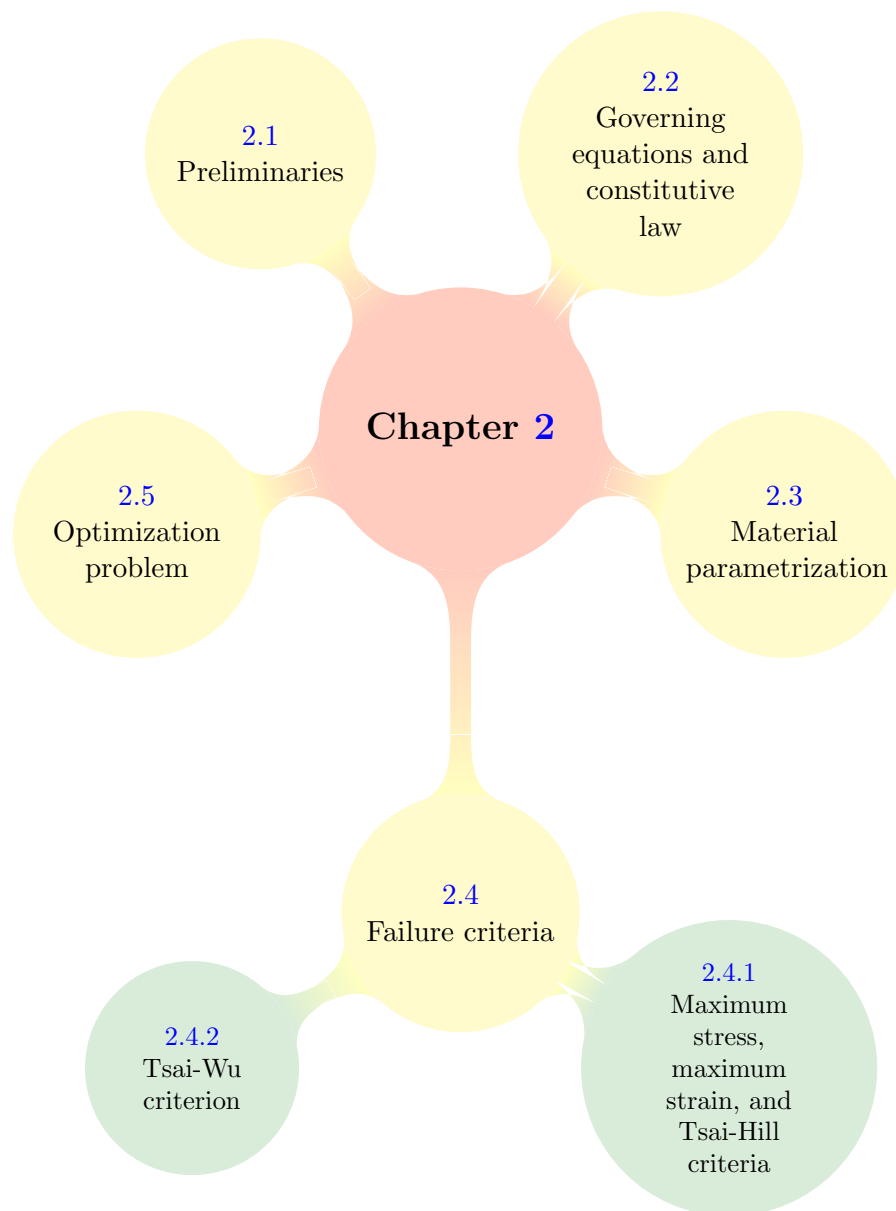 2.1
Preliminaries
2.2
Governing
equations and
constitutive
law
Chapter 2
2.5
Optimization
problem
2.3
Material
parametrization
2.4
Failure criteria
2.4.2
Tsai-Wu
criterion
2.4.1
Maximum
stress,
maximum
strain, and
Tsai-Hill
criteria